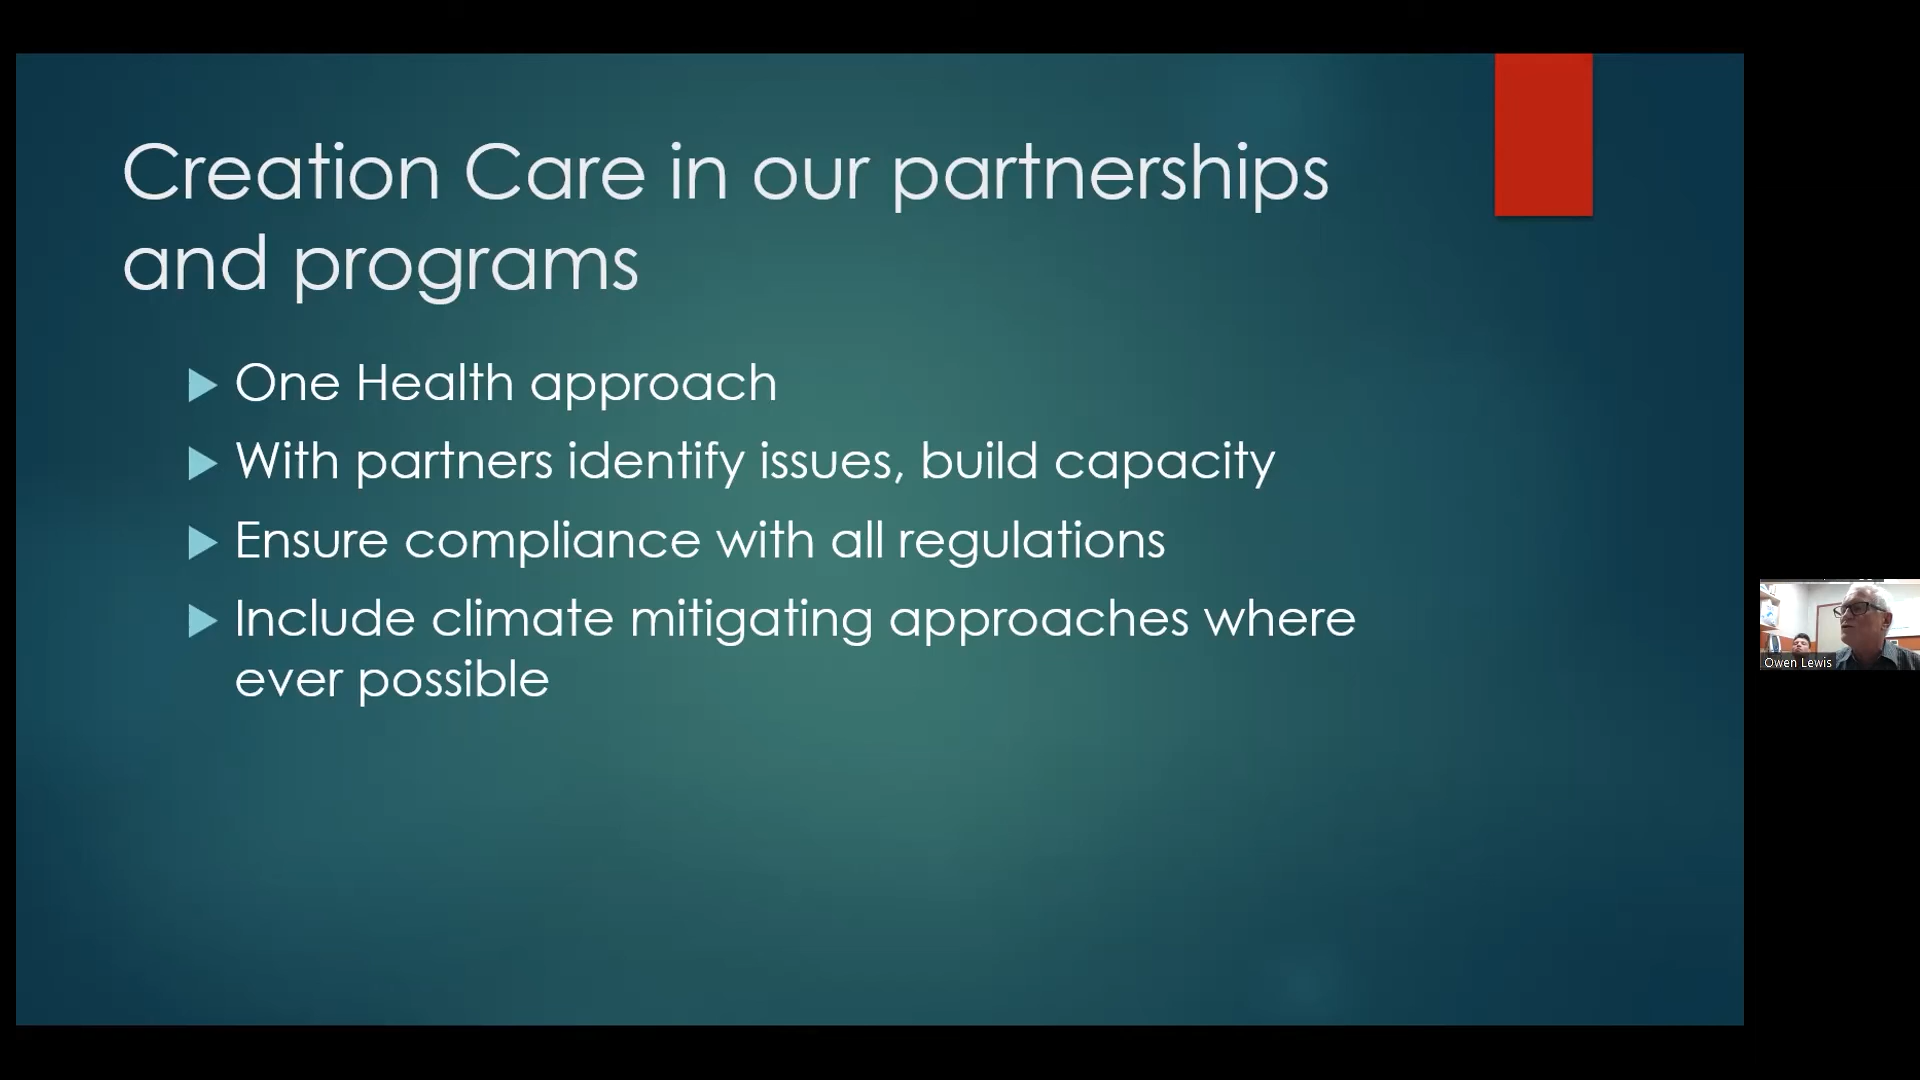 Creation Care in our partnerships
and programs
One Health approach
With partners identify issues, build capacity
Ensure compliance with all regulations
Include climate mitigating approaches where
ever possible
Owen Lewis